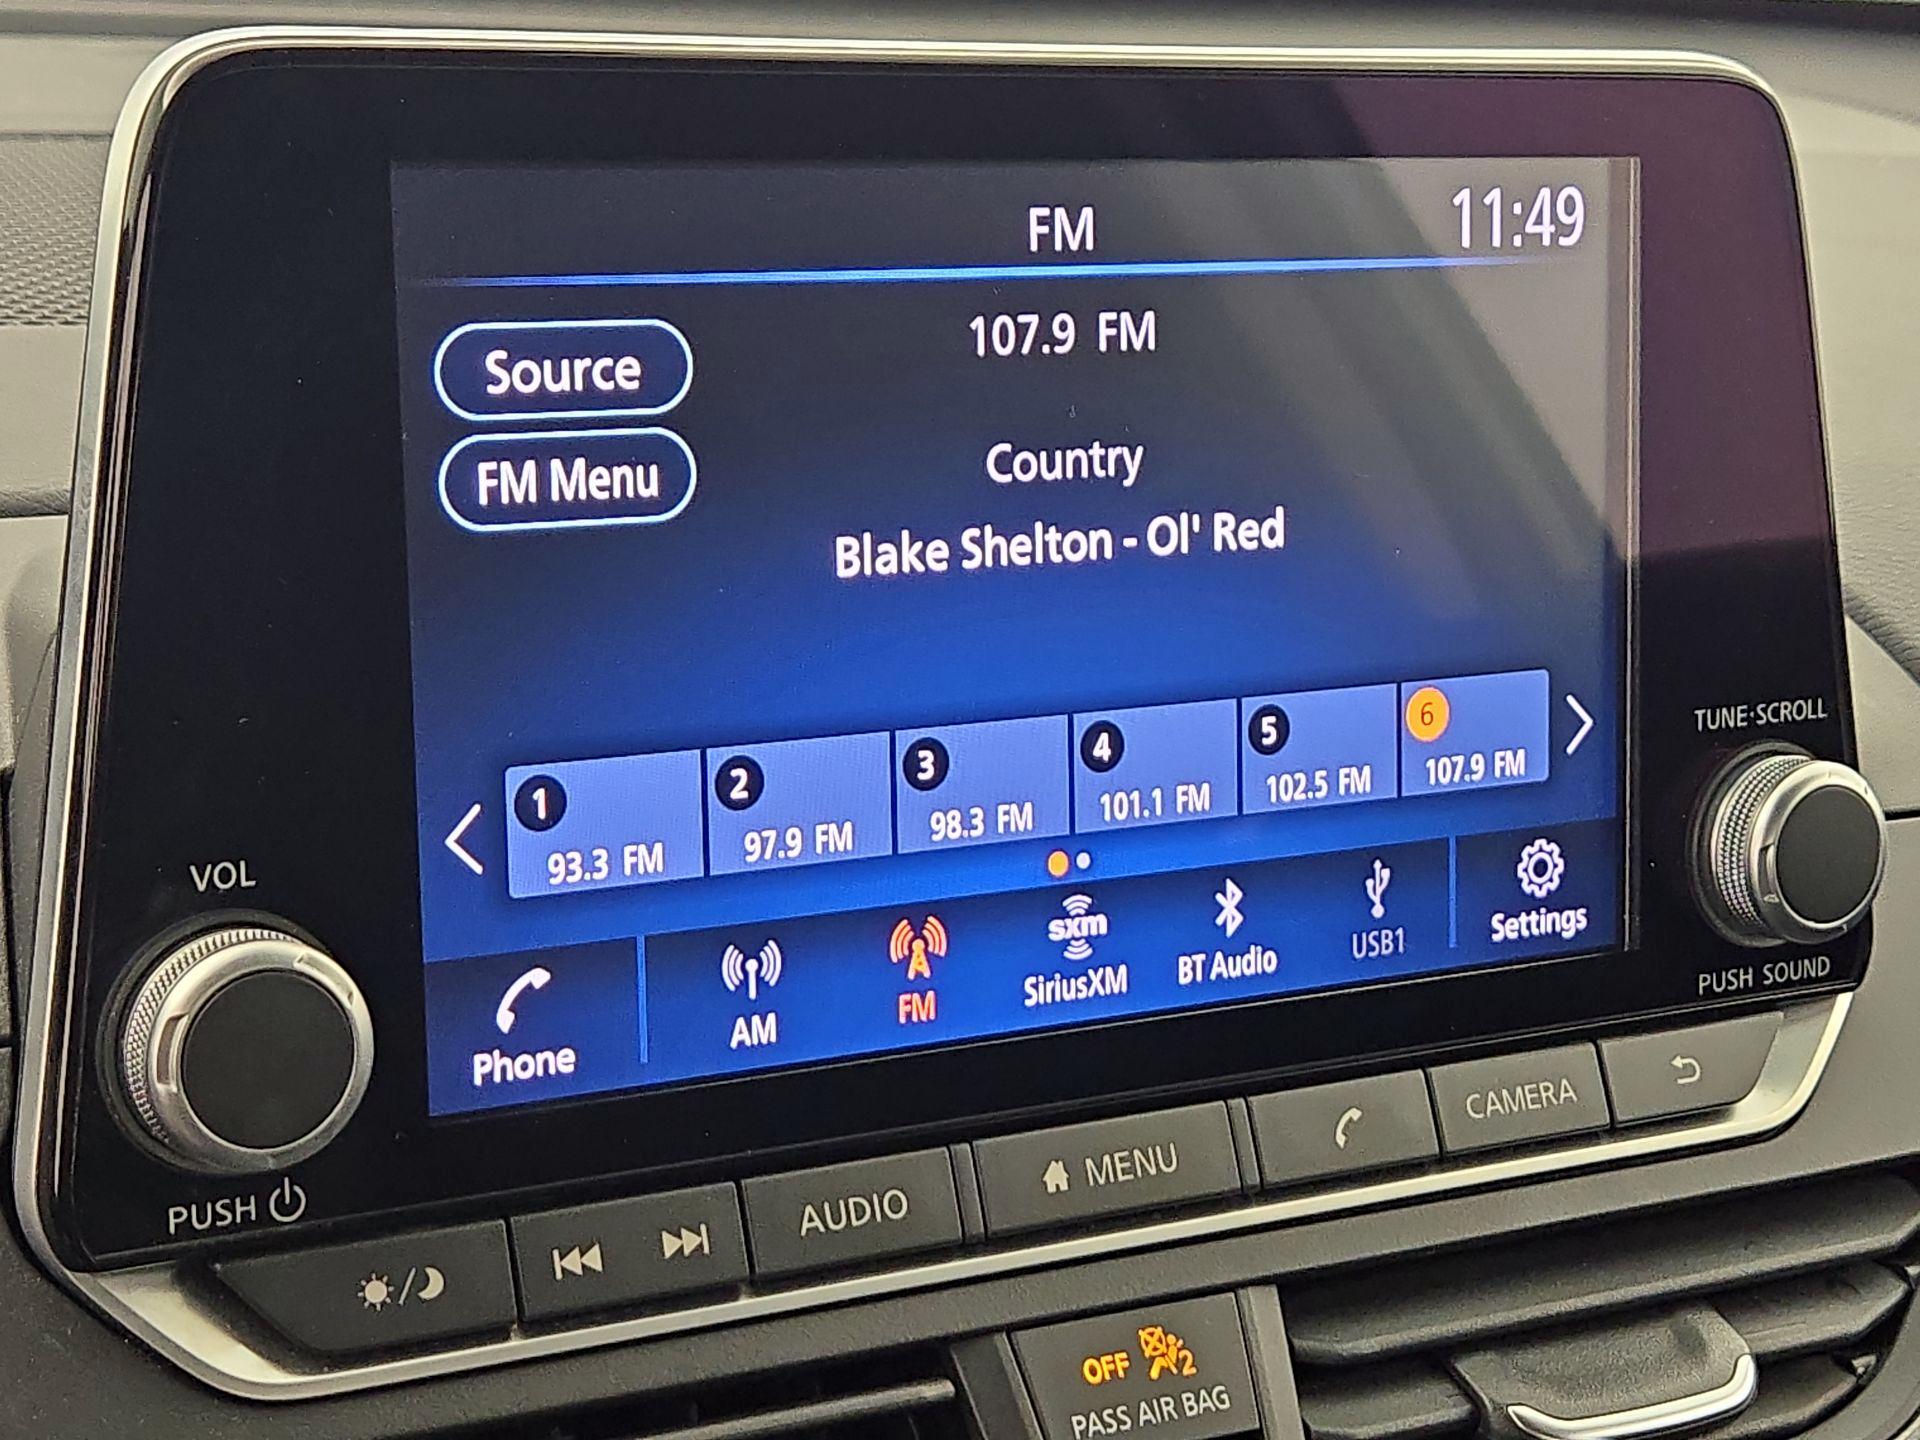 FM
11:49
Source
107.9 FM
FM Menu
Country
Blake Shelton - Ol' Red
1
93.3 FM
2
97.9 FM
3
98.3 FM
4
101.1 FM
5
102.5 FM
6
107.9 FM
Phone
AM
FM
sxm
SiriusXM
BT Audio
USB1
Settings
VOL
PUSH
TUNE·SCROLL
PUSH SOUND
AUDIO
MENU
CAMERA
OFF
2
PASS AIR BAG